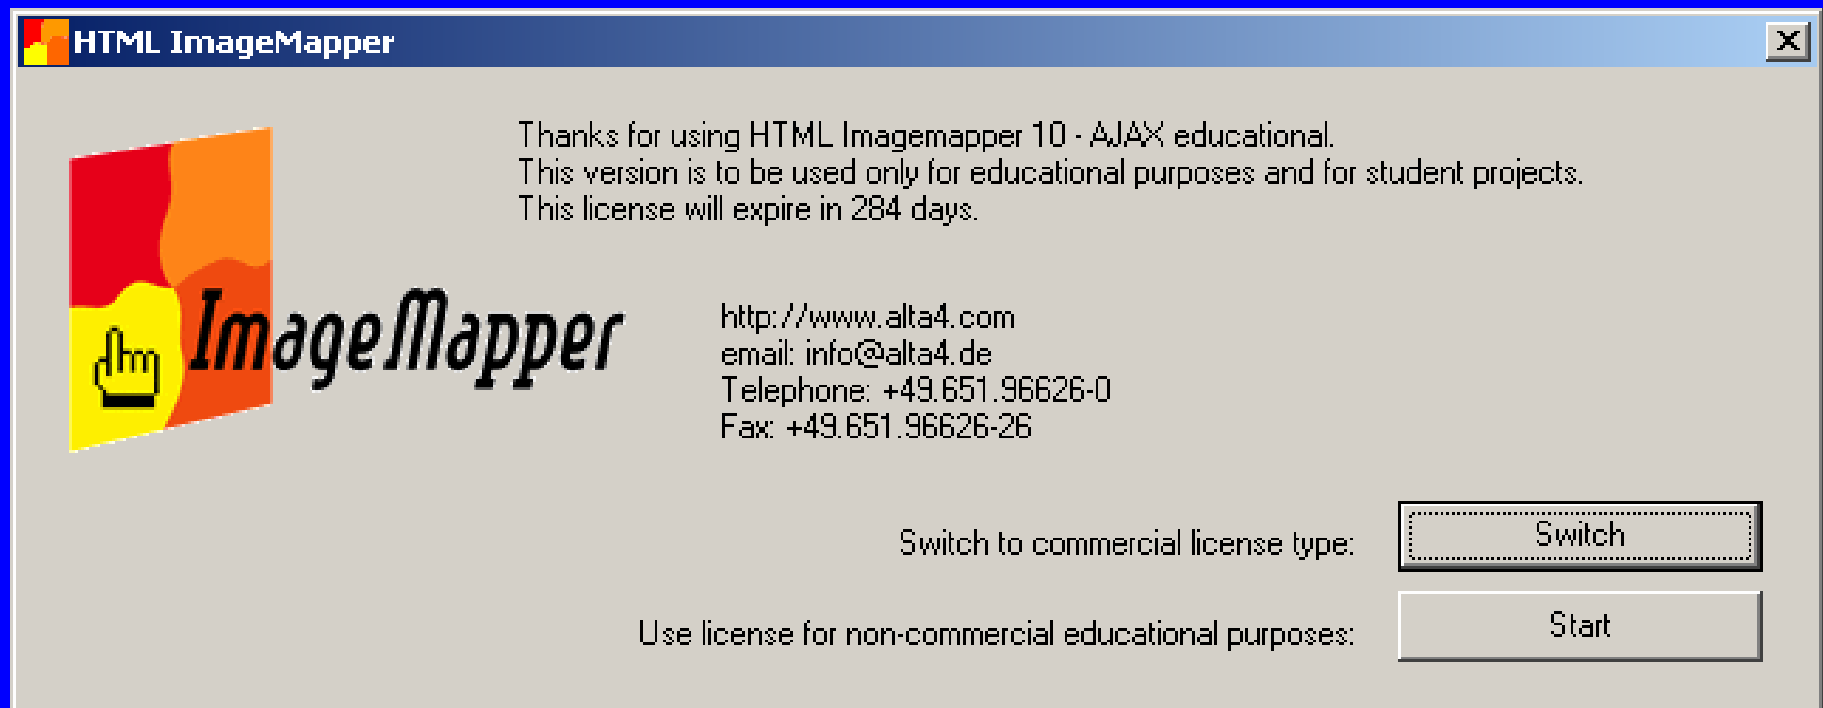 HTML ImageMapper
Thanks for using HTML Imagemapper 10 - AJAX educational.
This version is to be used only for educational purposes and for student projects.
This license will expire in 284 days.
ImageMapper
http://www.alta4.com
email: info@alta4.de
Telephone: +49.651.96626-0
Fax: +49.651.96626-26
Switch to commercial license type:
Switch
Use license for non-commercial educational purposes:
Start